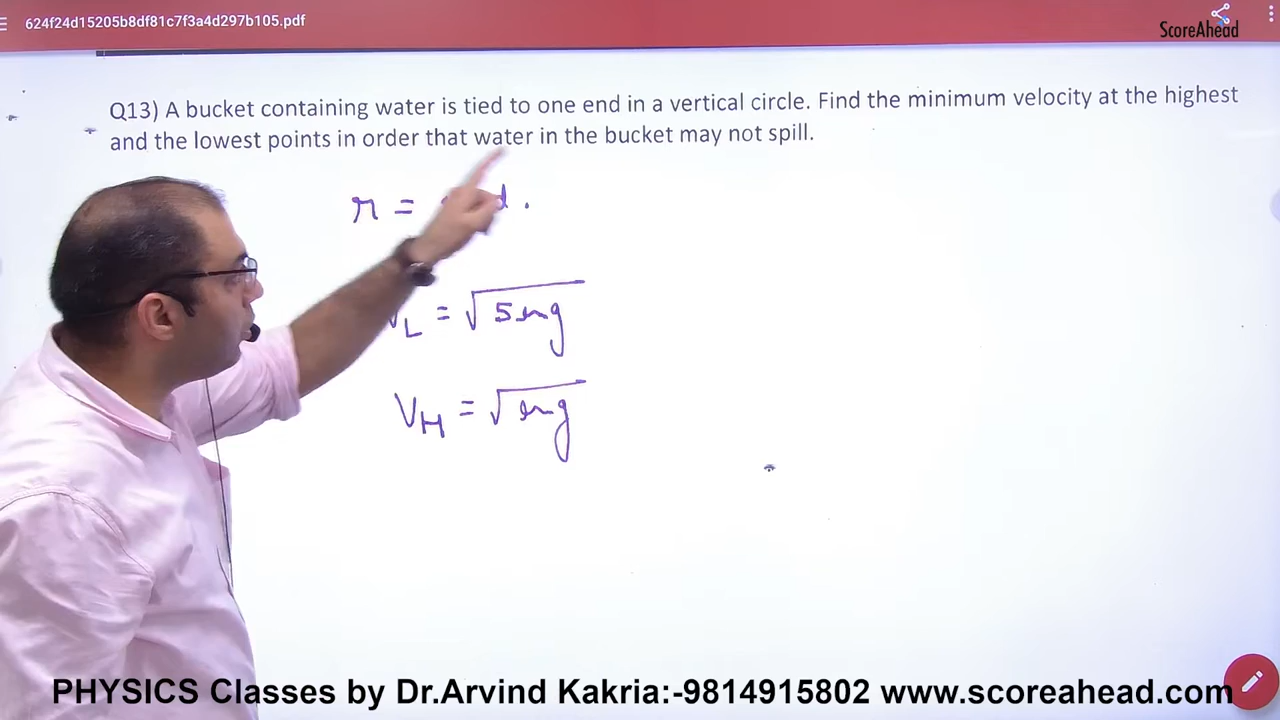 624f24d15205b8df81c7f3a4d297b105.pdf
ScoreAhead
Q13) A bucket containing water is tied to one end in a vertical circle. Find the minimum velocity at the highest
and the lowest points in order that water in the bucket may not spill.
r =
V_L = √5rg
V_H = √rg
PHYSICS Classes by Dr.Arvind Kakria:-9814915802 www.scoreahead.com